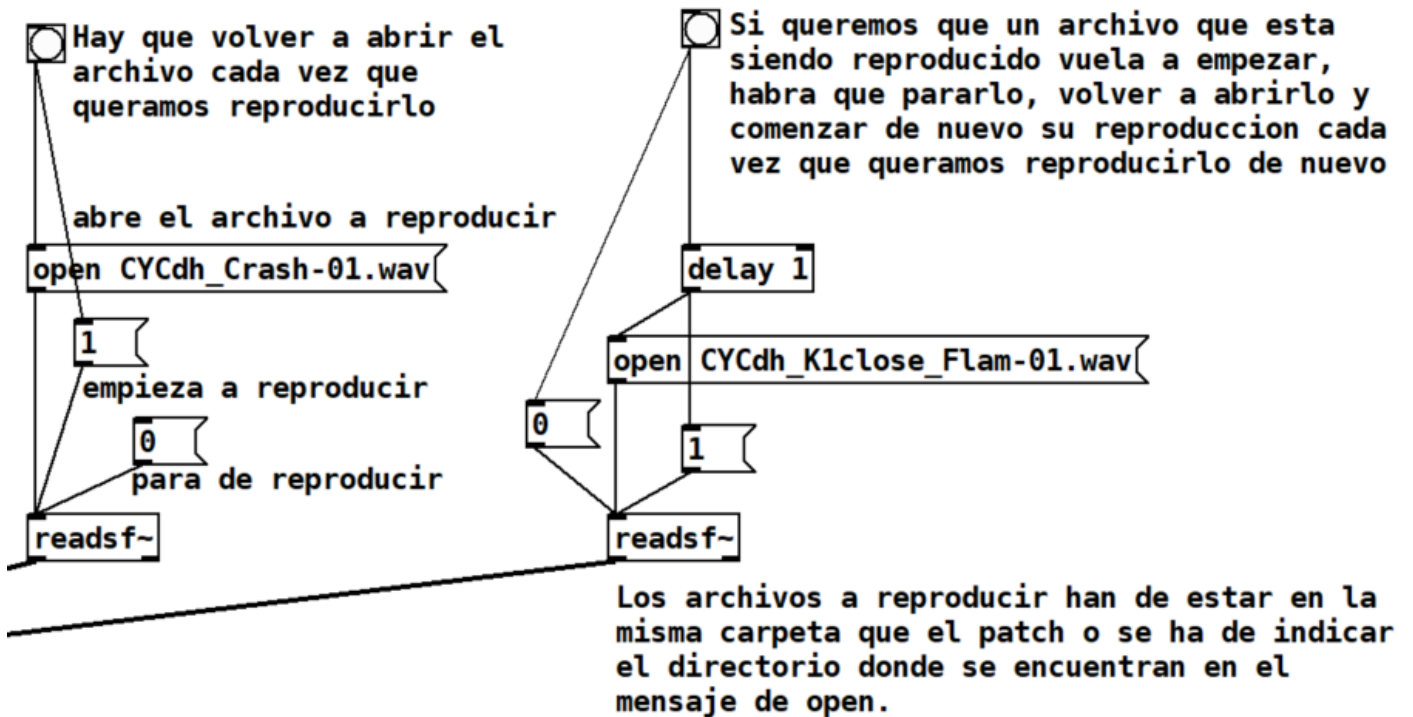 Hay que volver a abrir el
archivo cada vez que
queramos reproducirlo
abre el archivo a reproducir
open CYCdh_Crash-01.wav
1
empieza a reproducir
0
para de reproducir
readsf~
Si queremos que un archivo que esta
siendo reproducido vuela a empezar,
habra que pararlo, volver a abrirlo y
comenzar de nuevo su reproduccion cada
vez que queramos reproducirlo de nuevo
delay 1
open CYCdh_K1close_Flam-01.wav
0
1
readsf~
Los archivos a reproducir han de estar en la
misma carpeta que el patch o se ha de indicar
el directorio donde se encuentran en el
mensaje de open.